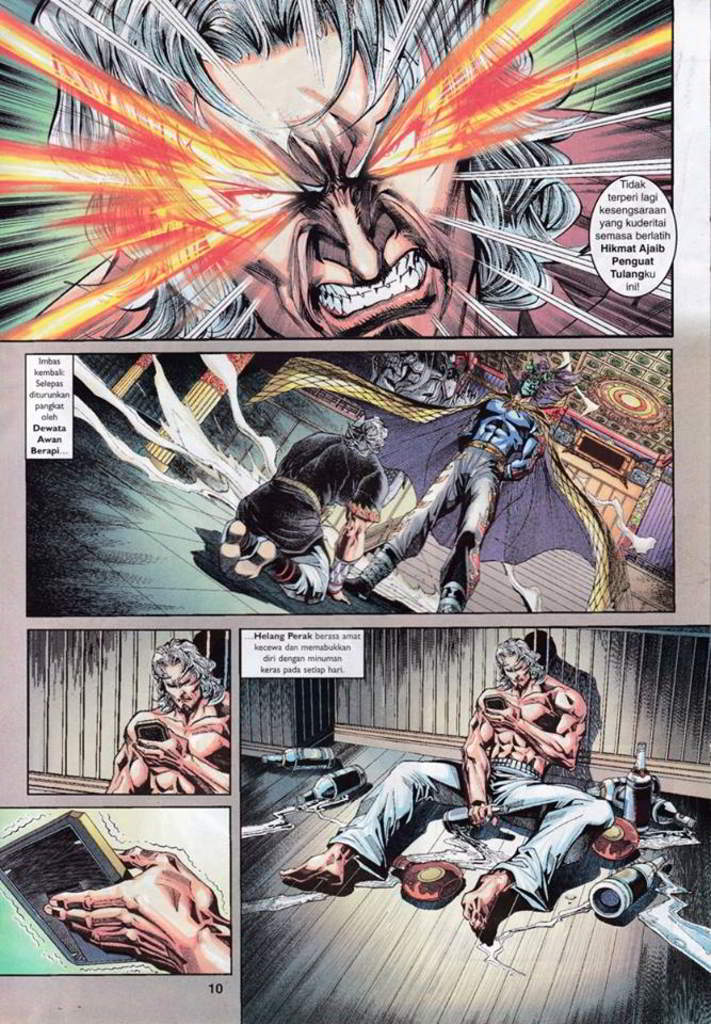 Tidak
terperi lagi
kesengsaraan
yang kuderitai
semasa berlatih
Hikmat Ajaib
Penguat
Tulangku
ini!
Imbas
kembali:
Selepas
diturunkan
pangkat
oleh
Dewata
Awan
Berapi...
...Helang Perak berasa amat
kecewa dan memabukkan
diri dengan minuman
keras pada setiap hari.
10